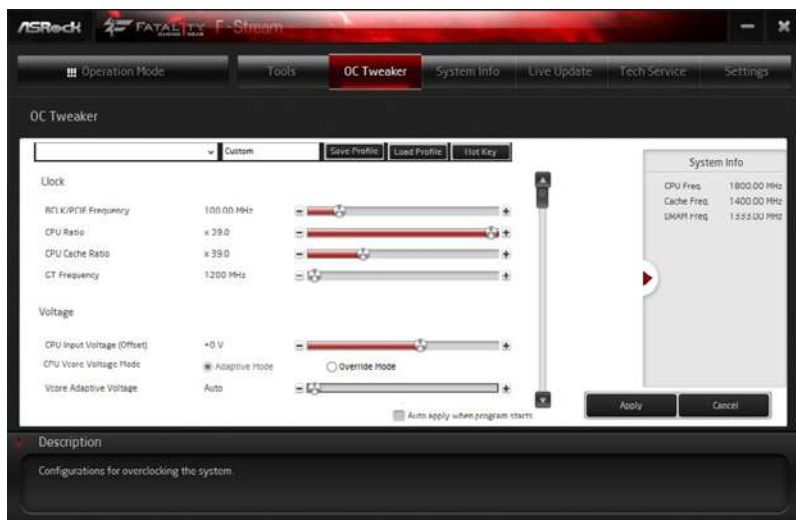 ASRock FATAL1TY GAMING GEAR F-Stream
Operation Mode Tools OC Tweaker System Info Live Update Tech Service Settings
OC Tweaker
Custom Save Profile Load Profile Hot Key
Clock
BCLK/PCIE Frequency 100.00 MHz
CPU Ratio x 39.0
CPU Cache Ratio x 39.0
GT Frequency 1200 MHz
Voltage
CPU Input Voltage (Offset) +0 V
CPU Vcore Voltage Mode Adaptive Mode Override Mode
Vcore Adaptive Voltage Auto
Auto apply when program starts
System Info
CPU Freq. 1800.00 MHz
Cache Freq. 1400.00 MHz
DRAM Freq. 1333.00 MHz
Apply Cancel
Description
Configurations for overclocking the system.